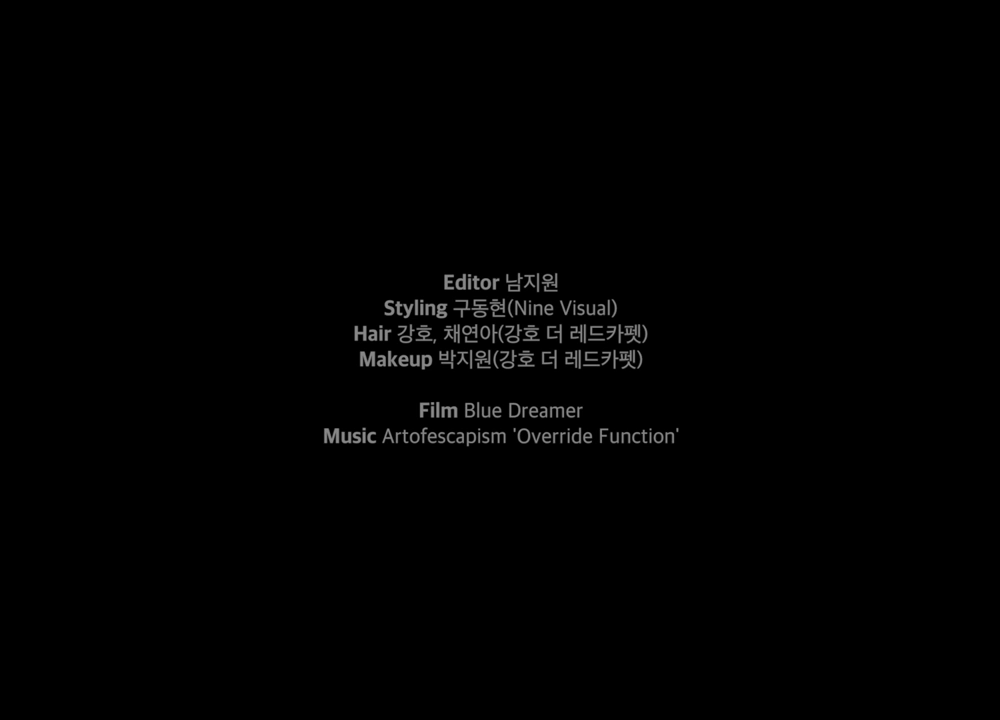 Editor 남지원
Styling 구동현(Nine Visual)
Hair 강호, 채연아(강호 더 레드카펫)
Makeup 박지원(강호 더 레드카펫)
Film Blue Dreamer
Music Artofescapism 'Override Function'